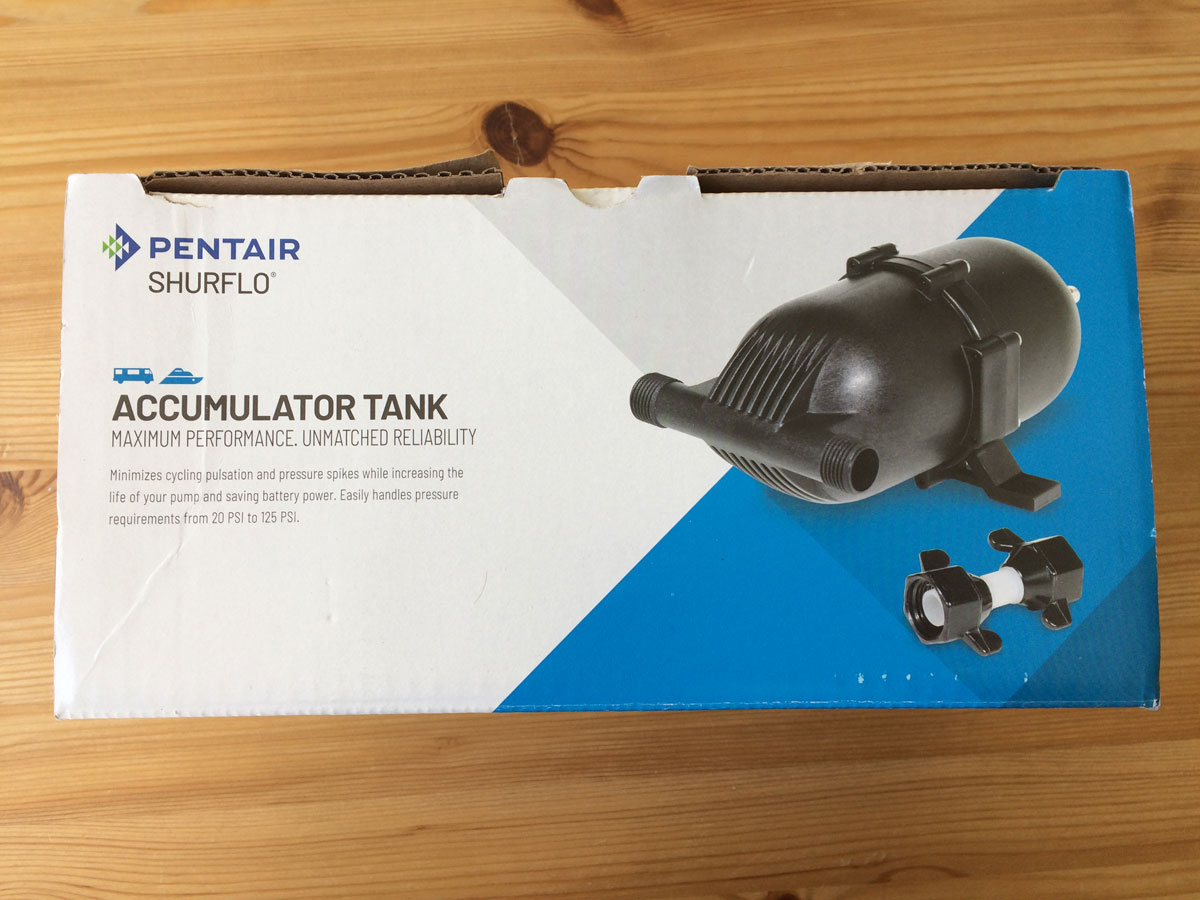 PENTAIR
SHURFLO®
ACCUMULATOR TANK
MAXIMUM PERFORMANCE. UNMATCHED RELIABILITY
Minimizes cycling pulsation and pressure spikes while increasing the
life of your pump and saving battery power. Easily handles pressure
requirements from 20 PSI to 125 PSI.